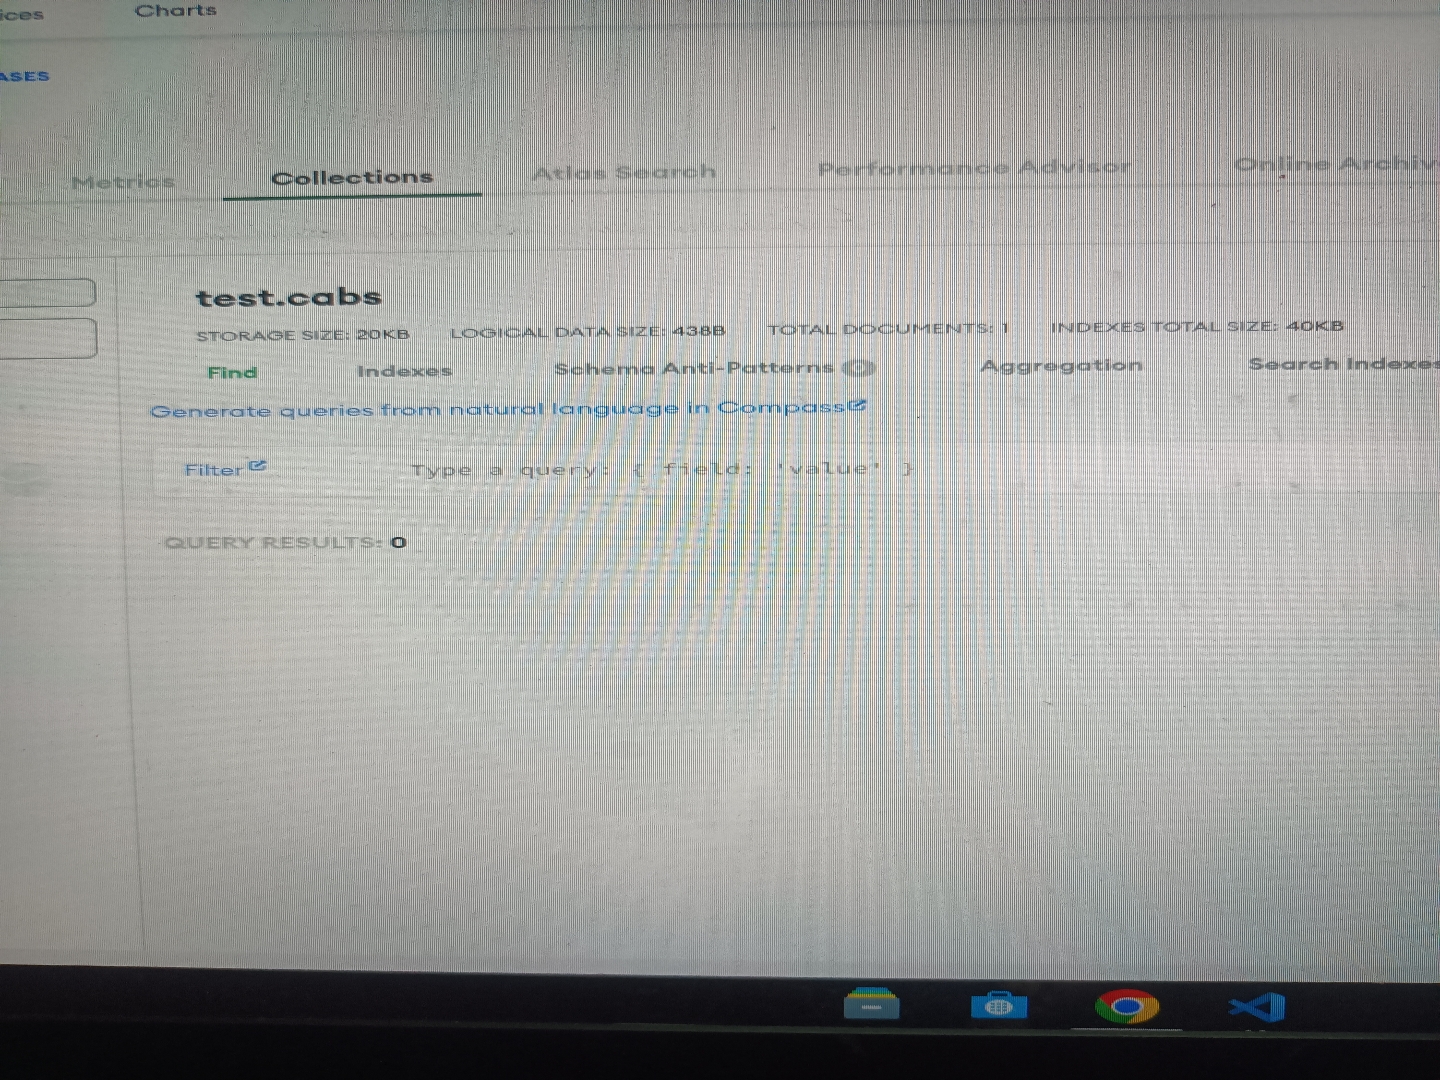 ices Charts
ASES
Metrics Collections Atlas Search Performance Advisor Online Archiv
test.cabs
STORAGE SIZE: 20KB LOGICAL DATA SIZE: 438B TOTAL DOCUMENTS: 1 INDEXES TOTAL SIZE: 40KB
Find Indexes Schema Anti-Patterns Aggregation Search Indexes
Generate queries from natural language in Compass
Filter Type a query: { field: 'value' }
QUERY RESULTS: 0